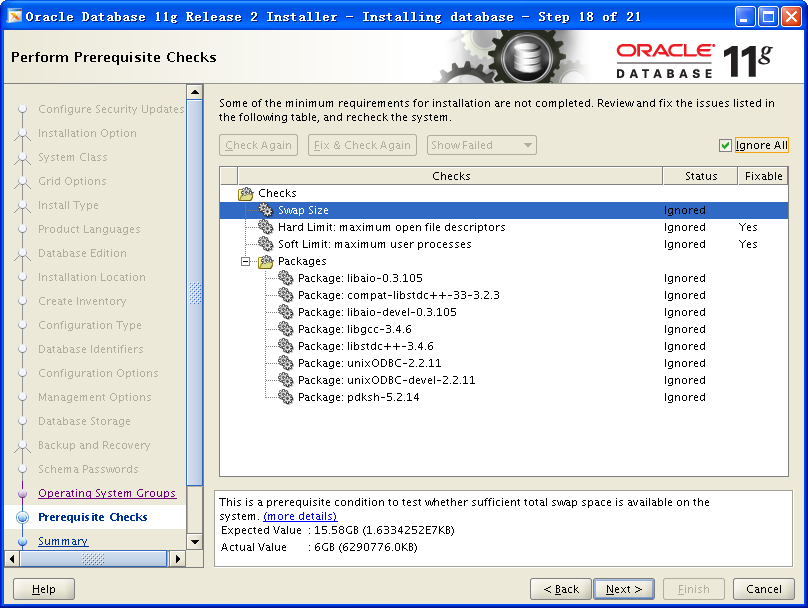 Oracle Database 11g Release 2 Installer - Installing database - Step 18 of 21
Perform Prerequisite Checks
ORACLE
DATABASE
11g
Configure Security Updates
Installation Option
System Class
Grid Options
Install Type
Product Languages
Database Edition
Installation Location
Create Inventory
Configuration Type
Database Identifiers
Configuration Options
Management Options
Database Storage
Backup and Recovery
Schema Passwords
Operating System Groups
Prerequisite Checks
Summary
Some of the minimum requirements for installation are not completed. Review and fix the issues listed in
the following table, and recheck the system.
Check Again Fix & Check Again Show Failed Ignore All
Checks Status Fixable
Checks
Swap Size Ignored
Hard Limit: maximum open file descriptors Ignored Yes
Soft Limit: maximum user processes Ignored Yes
Packages
Package: libaio-0.3.105 Ignored
Package: compat-libstdc++-33-3.2.3 Ignored
Package: libaio-devel-0.3.105 Ignored
Package: libgcc-3.4.6 Ignored
Package: libstdc++-3.4.6 Ignored
Package: unixODBC-2.2.11 Ignored
Package: unixODBC-devel-2.2.11 Ignored
Package: pdksh-5.2.14 Ignored
This is a prerequisite condition to test whether sufficient total swap space is available on the
system. (more details)
Expected Value : 15.58GB (1.6334252E7KB)
Actual Value : 6GB (6290776.0KB)
Help < Back Next > Finish Cancel